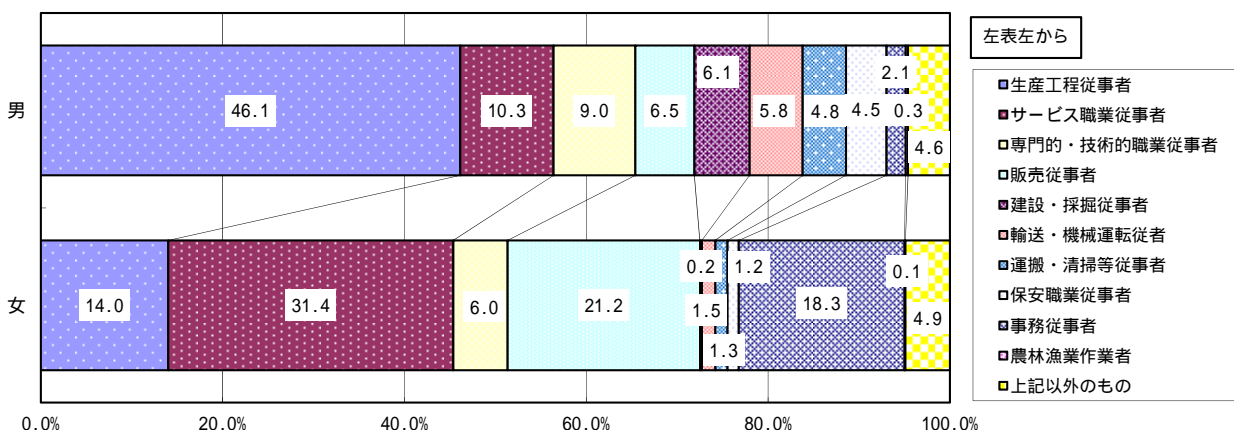 左表左から
男
46.1
10.3
9.0
6.5
6.1
5.8
4.8
4.5
2.1
0.3
4.6
女
14.0
31.4
6.0
21.2
0.2
1.5
1.3
1.2
18.3
0.1
4.9
0.0%
20.0%
40.0%
60.0%
80.0%
100.0%
生産工程従事者
サービス職業従事者
専門的・技術的職業従事者
販売従事者
建設・採掘従事者
輸送・機械運転従者
運搬・清掃等従事者
保安職業従事者
事務従事者
農林漁業作業者
上記以外のもの